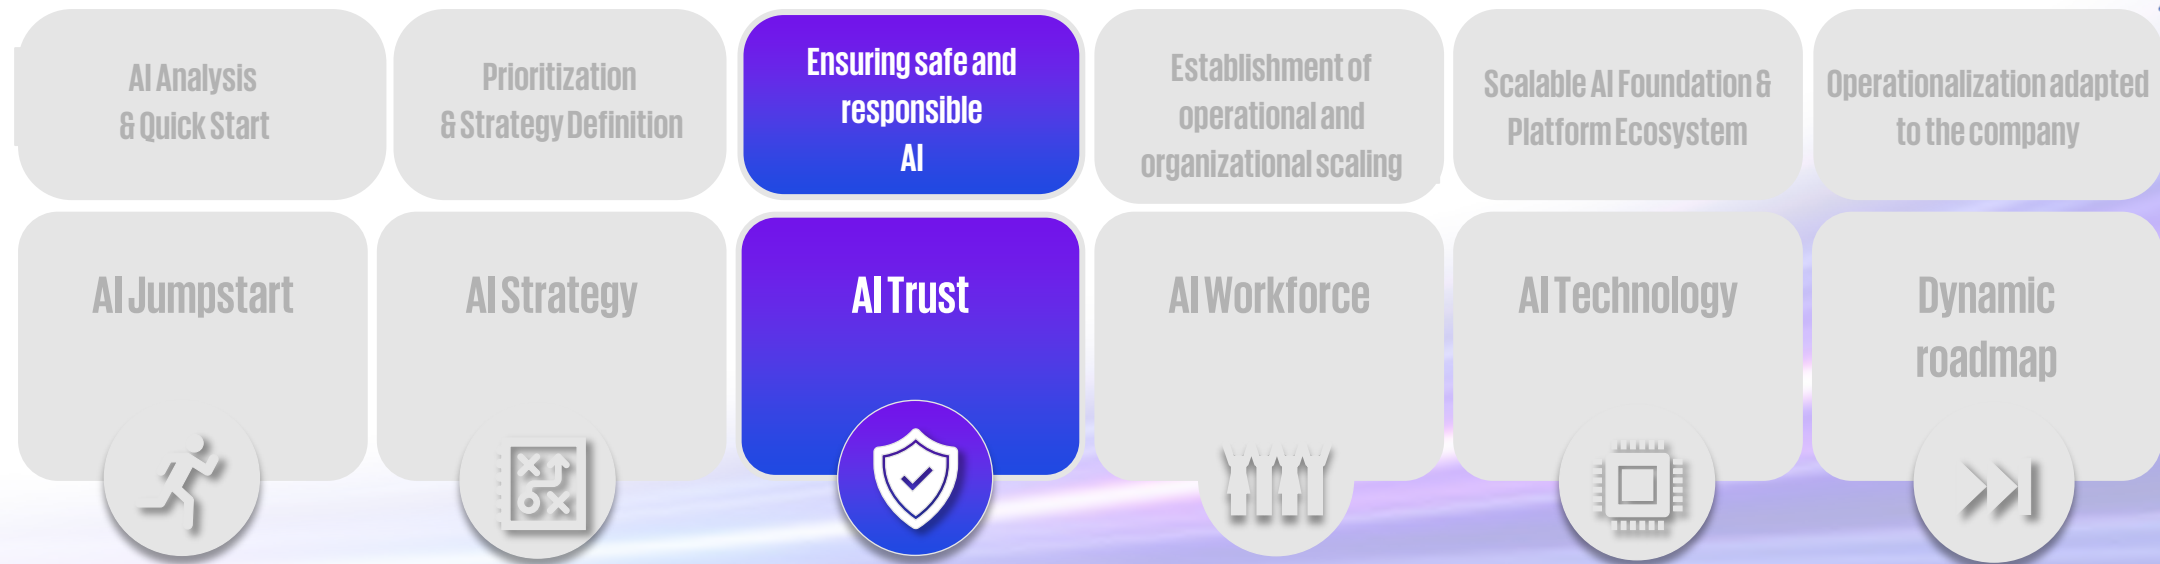 AI Analysis
& Quick Start
Prioritization
& Strategy Definition
Ensuring safe and
responsible
AI
Establishment of
operational and
organizational scaling
Scalable AI Foundation &
Platform Ecosystem
Operationalization adapted
to the company
AI Jumpstart
AI Strategy
AI Trust
AI Workforce
AI Technology
Dynamic
roadmap